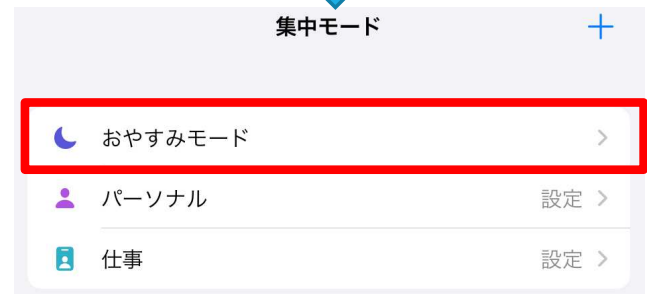 集中モード
おやすみモード
パーソナル 設定
仕事 設定